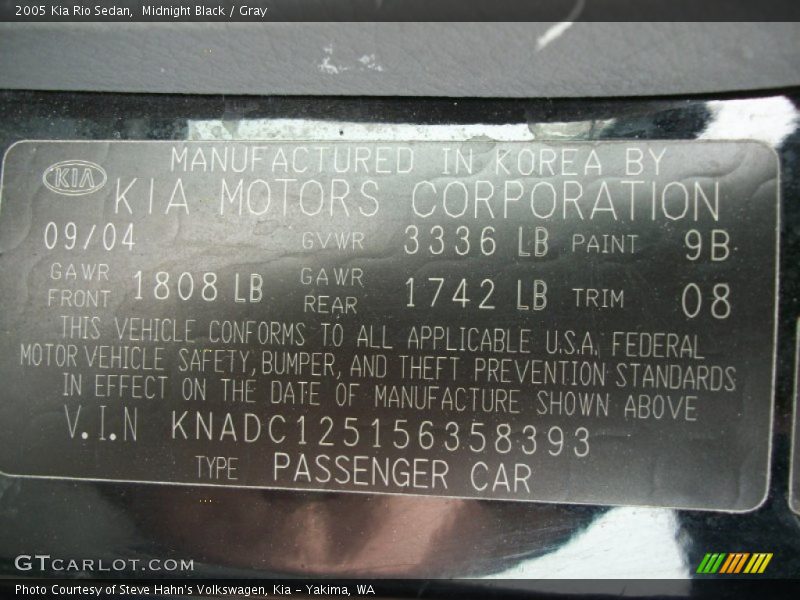 2005 Kia Rio Sedan,  Midnight Black / Gray
KIA
MANUFACTURED IN KOREA BY
KIA MOTORS CORPORATION
09/04 GVWR 3336 LB PAINT 9B
GAWR FRONT 1808 LB GAWR REAR 1742 LB TRIM 08
THIS VEHICLE CONFORMS TO ALL APPLICABLE U.S.A. FEDERAL
MOTOR VEHICLE SAFETY, BUMPER, AND THEFT PREVENTION STANDARDS
IN EFFECT ON THE DATE OF MANUFACTURE SHOWN ABOVE
V.I.N KNADC125156358393
TYPE PASSENGER CAR
GTCARLOT.COM
Photo Courtesy of Steve Hahn's Volkswagen, Kia – Yakima, WA